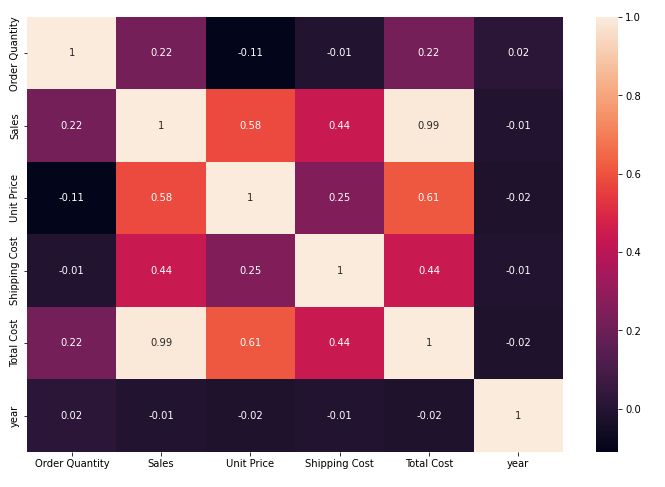 Order Quantity 1 0.22 -0.11 -0.01 0.22 0.02
Sales 0.22 1 0.58 0.44 0.99 -0.01
Unit Price -0.11 0.58 1 0.25 0.61 -0.02
Shipping Cost -0.01 0.44 0.25 1 0.44 -0.01
Total Cost 0.22 0.99 0.61 0.44 1 -0.02
year 0.02 -0.01 -0.02 -0.01 -0.02 1
Order Quantity Sales Unit Price Shipping Cost Total Cost year
1.0
0.8
0.6
0.4
0.2
0.0